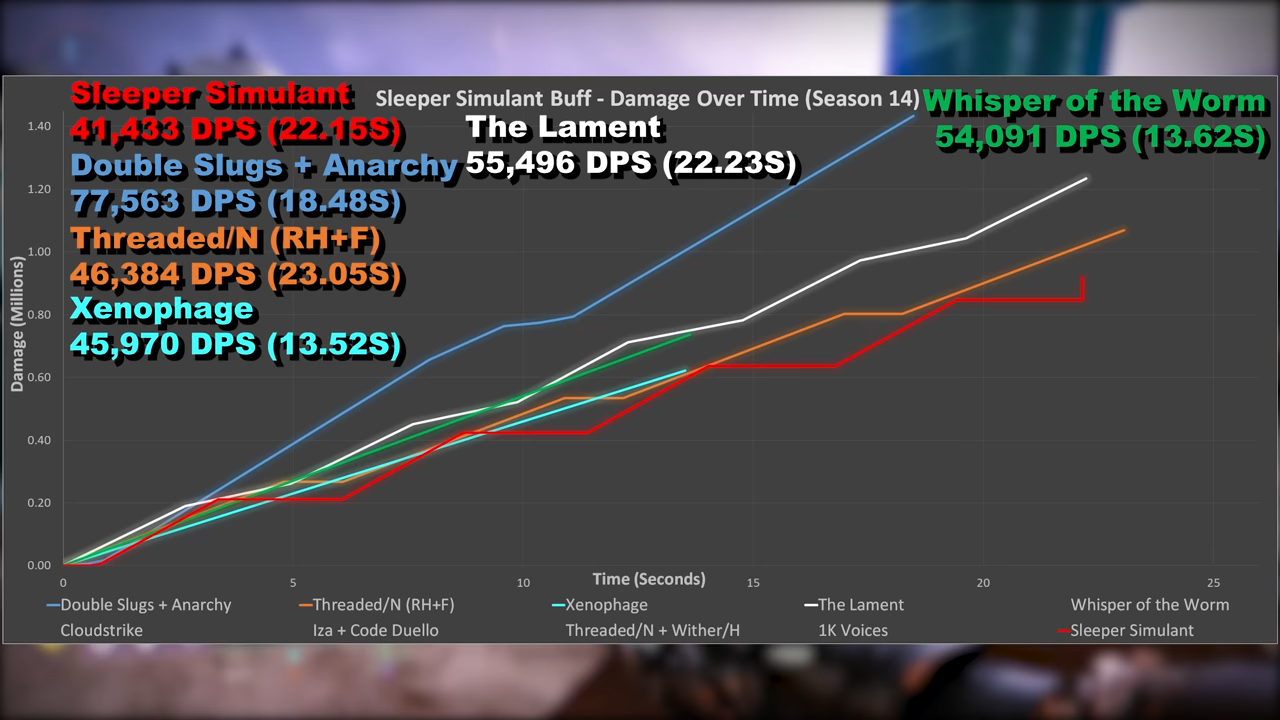 Sleeper Simulant
41,433 DPS (22.15S)
Double Slugs + Anarchy
77,563 DPS (18.48S)
Threaded/N (RH+F)
46,384 DPS (23.05S)
Xenophage
45,970 DPS (13.52S)
Sleeper Simulant Buff - Damage Over Time (Season 14)
The Lament
55,496 DPS (22.23S)
Whisper of the Worm
54,091 DPS (13.62S)
Damage (Millions)
1.40
1.20
1.00
0.80
0.60
0.40
0.20
0.00
0 5 10 15 20 25
Time (Seconds)
Double Slugs + Anarchy Threaded/N (RH+F) Xenophage The Lament Whisper of the Worm
Cloudstrike Iza + Code Duello Threaded/N + Wither/H 1K Voices Sleeper Simulant